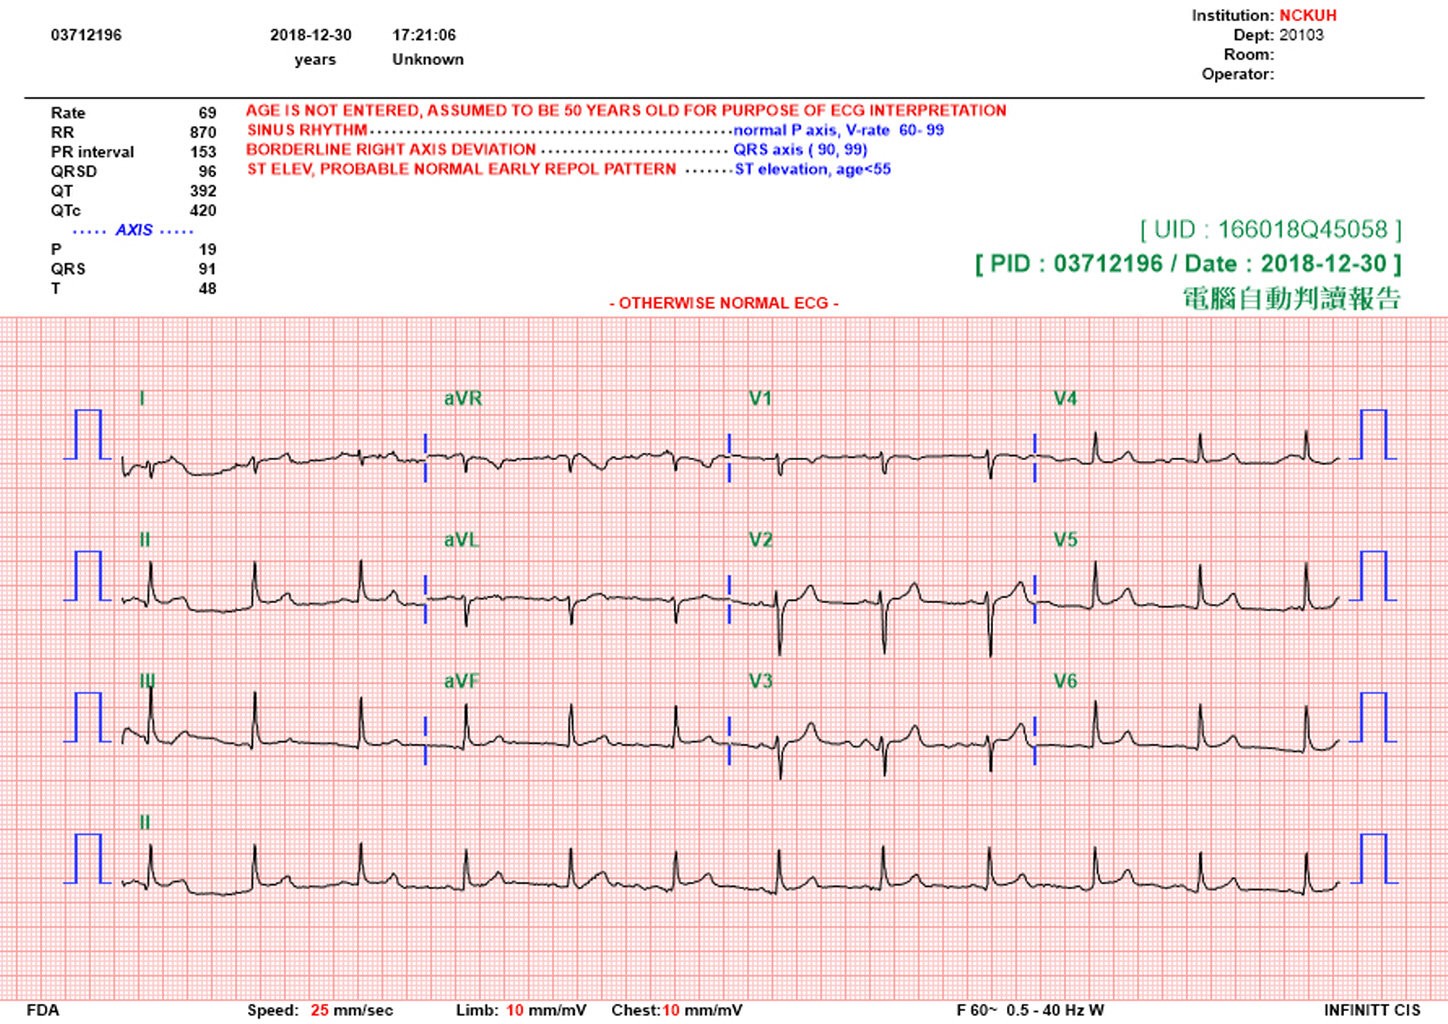 Institution: NCKUH
03712196 2018-12-30 17:21:06 Dept: 20103
years Unknown Room:
Operator:
Rate 69 AGE IS NOT ENTERED, ASSUMED TO BE 50 YEARS OLD FOR PURPOSE OF ECG INTERPRETATION
RR 870 SINUS RHYTHM normal P axis, V-rate 60- 99
PR interval 153 BORDERLINE RIGHT AXIS DEVIATION QRS axis ( 90, 99)
QRSD 96 ST ELEV, PROBABLE NORMAL EARLY REPOL PATTERN ST elevation, age<55
QT 392
QTc 420
····· AXIS ·····
P 19
QRS 91
T 48
[ UID : 166018Q45058 ]
[ PID : 03712196 / Date : 2018-12-30 ]
電腦自動判讀報告
- OTHERWISE NORMAL ECG -
I aVR V1 V4
II aVL V2 V5
III aVF V3 V6
II
FDA Speed: 25 mm/sec Limb: 10 mm/mV Chest:10 mm/mV F 60~ 0.5 - 40 Hz W INFINITT CIS